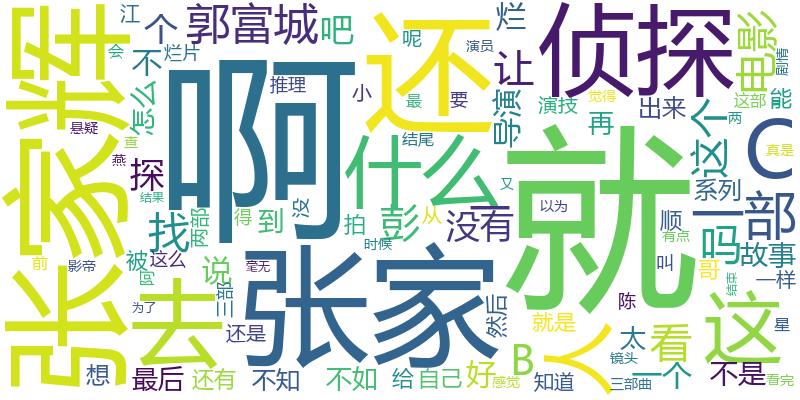 张家辉
啊
还
侦探
就
张家
什么
去
人
这
C
一部
郭富城
吧
呢
演员
烂
让
电影
剧情
江
个
会
烂片
不
怎么
悬疑
查
燕
探
推理
小
最
要
导演
演技
觉得
出来
再
这个
这部
能
两
真是
结尾
没
结果
找
两部
得
到
拍
彭
从
没有
又
以为
系列
顺
吗
有点
故事
前
影帝
被
这么
阿
说
毫无
时候
哥
叫
一样
结束
为了
三部
还是
然后
就是
陈
太
星
看
想
最后
还有
不知
不如
给
自己
好
感觉
B
知道
镜头
三部曲
一个
不是
看完